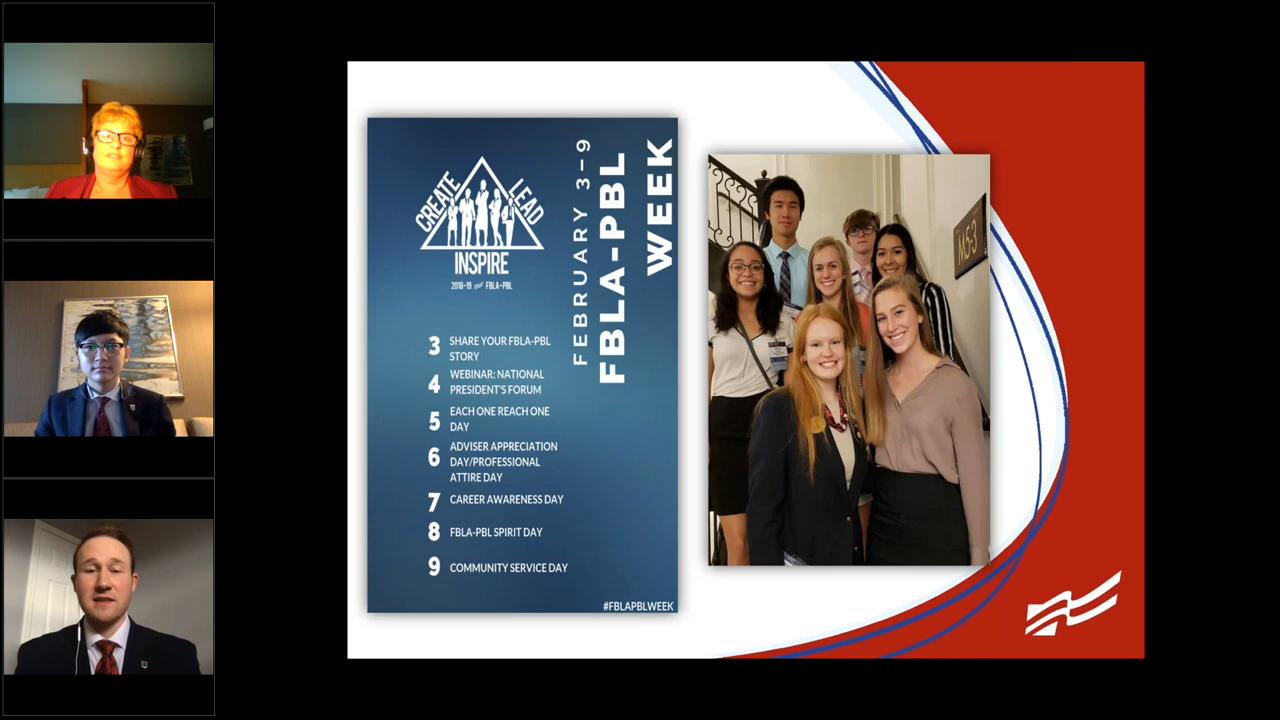 CREATE
LEAD
INSPIRE
2018-19 FBLA-PBL
FEBRUARY 3-9
FBLA-PBL
WEEK
3 SHARE YOUR FBLA-PBL
STORY
4 WEBINAR: NATIONAL
PRESIDENT'S FORUM
5 EACH ONE REACH ONE
DAY
6 ADVISER APPRECIATION
DAY/PROFESSIONAL
ATTIRE DAY
7 CAREER AWARENESS DAY
8 FBLA-PBL SPIRIT DAY
9 COMMUNITY SERVICE DAY
#FBLAPBLWEEK
M5-3